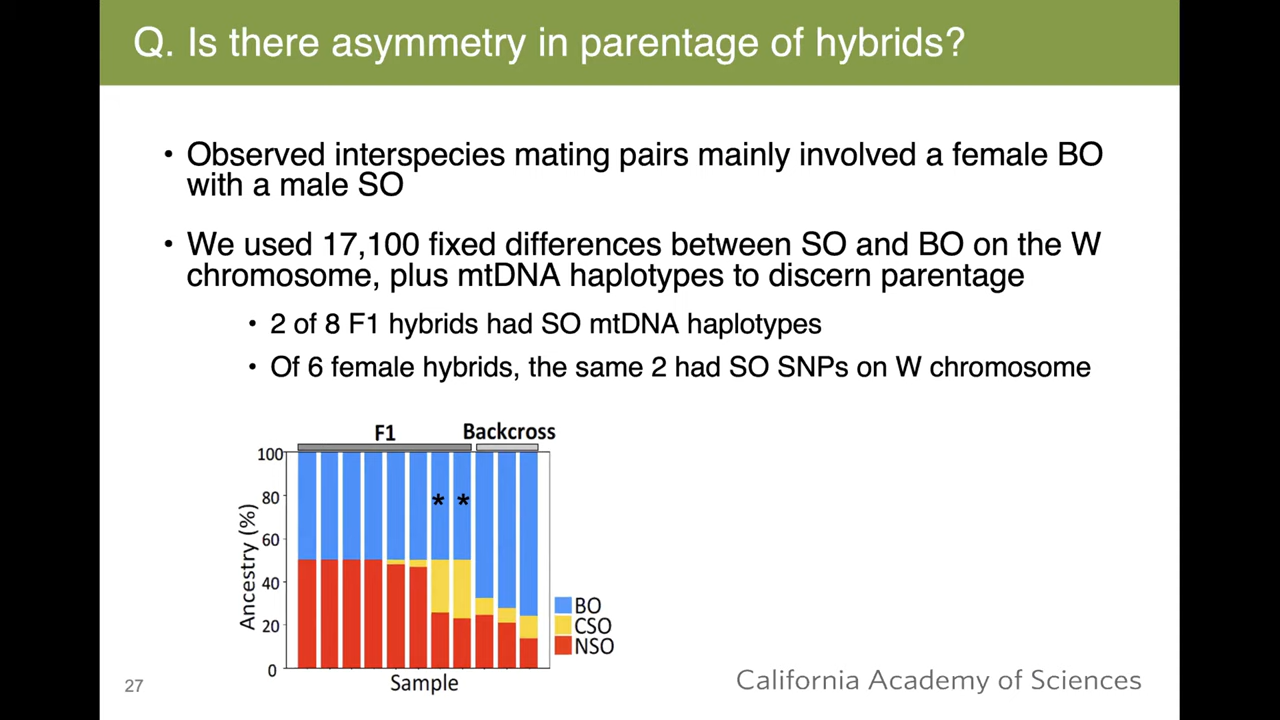 Q. Is there asymmetry in parentage of hybrids?
• Observed interspecies mating pairs mainly involved a female BO
with a male SO
• We used 17,100 fixed differences between SO and BO on the W
chromosome, plus mtDNA haplotypes to discern parentage
• 2 of 8 F1 hybrids had SO mtDNA haplotypes
• Of 6 female hybrids, the same 2 had SO SNPs on W chromosome
F1 Backcross
100
80
60
40
20
0
Ancestry (%)
* *
BO
CSO
NSO
Sample
27
California Academy of Sciences